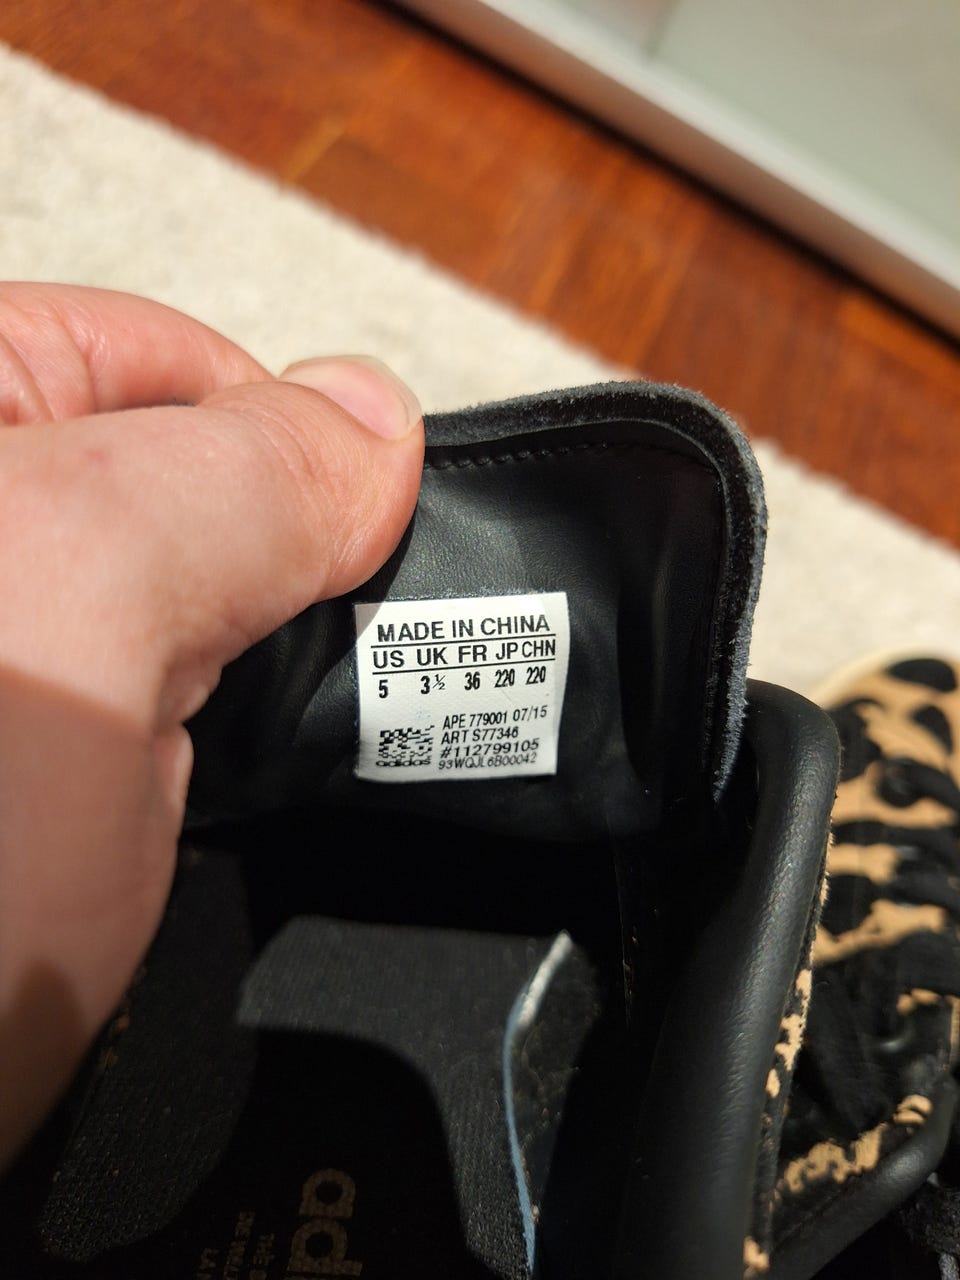 MADE IN CHINA
US UK FR JP CHN
5 3½ 36 220 220
APE 779001 07/15
ART S77346
#112799105
93WQJL6B00042
adidas